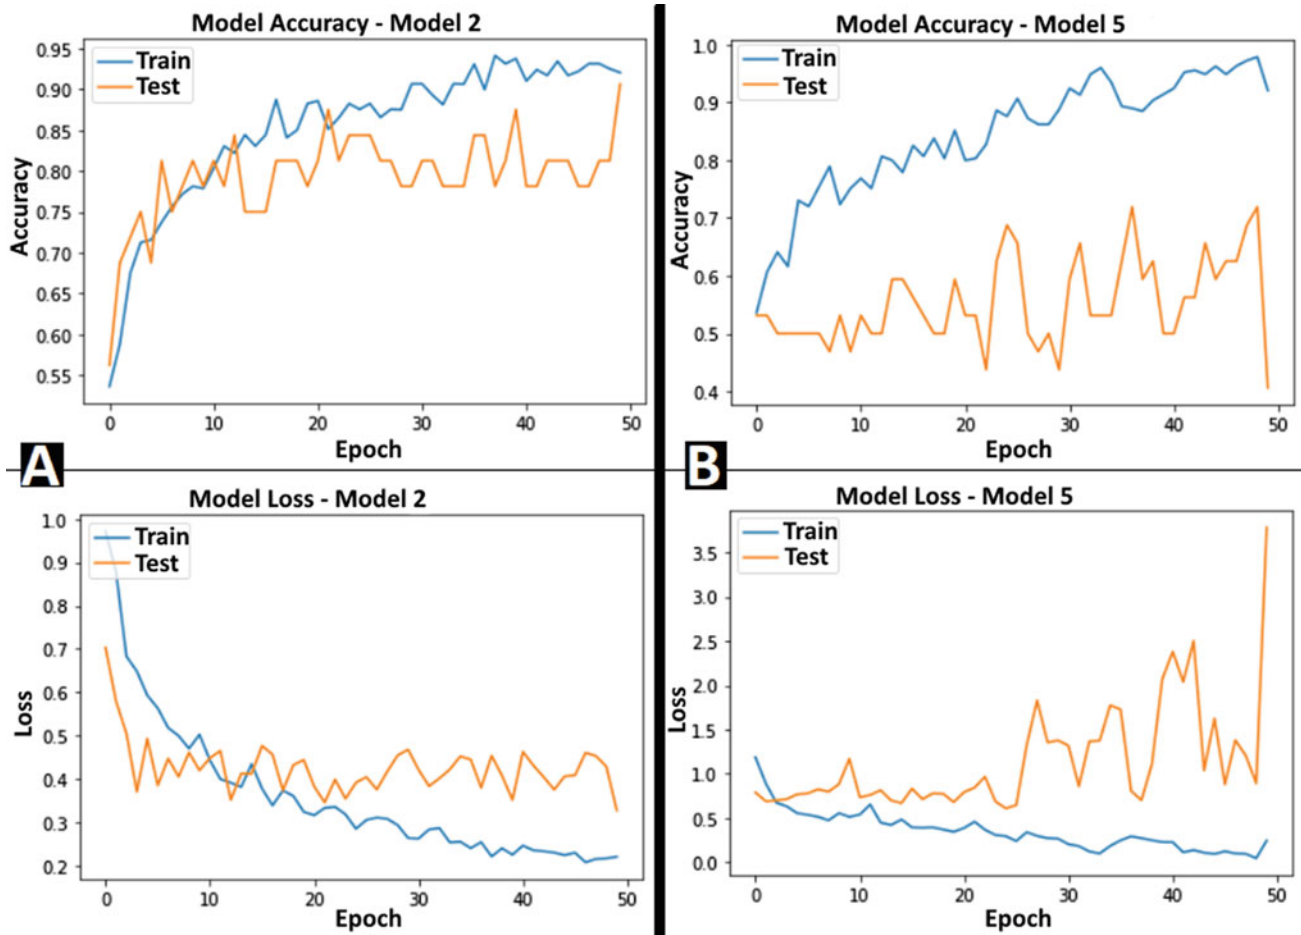 Model Accuracy - Model 2
Train
Test
0.95
0.90
0.85
0.80
0.75
0.70
0.65
0.60
0.55
Accuracy
0 10 20 30 40 50
Epoch
A
Model Loss - Model 2
Train
Test
1.0
0.9
0.8
0.7
0.6
0.5
0.4
0.3
0.2
Loss
0 10 20 30 40 50
Epoch
Model Accuracy - Model 5
Train
Test
1.0
0.9
0.8
0.7
0.6
0.5
0.4
Accuracy
0 10 20 30 40 50
Epoch
B
Model Loss - Model 5
Train
Test
3.5
3.0
2.5
2.0
1.5
1.0
0.5
0.0
Loss
0 10 20 30 40 50
Epoch